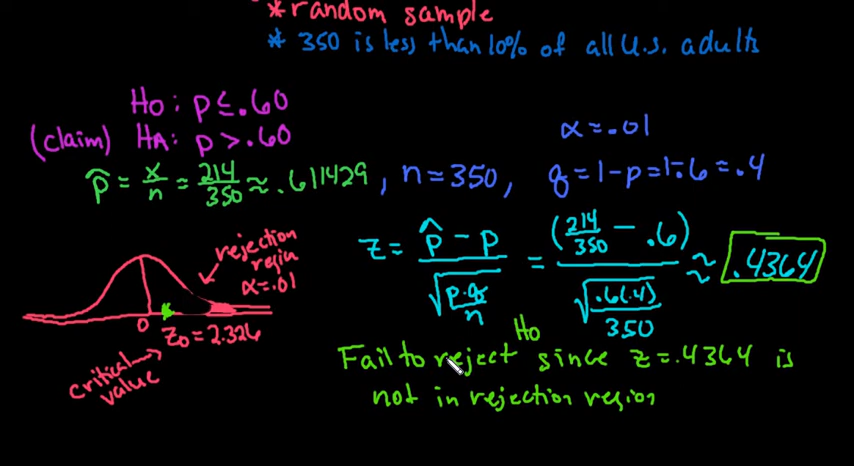 * random sample
* 350 is less than 10% of all U.S. adults
Ho: p ≤ .60
(claim) HA: p > .60
α = .01
p̂ = x/n = 214/350 ≈ .611429, n = 350, q = 1 - p = 1 - .6 = .4
rejection
region
α = .01
z = (p̂ - p)/√(p·q/n) = (214/350 - .6)/√(.6(.4)/350) ≈ .4364
0
Z0 = 2.326
critical
value
Ho
Fail to reject since z = .4364 is
not in rejection region